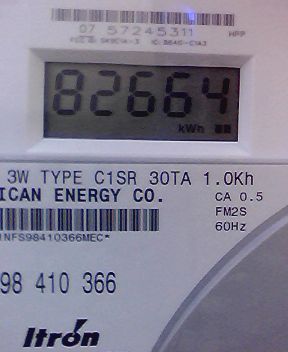 07 57245311
82664
kWh
3W TYPE C1SR 30TA 1.0Kh
ICAN ENERGY CO.
CA 0.5
FM2S
60Hz
1NFS98410366MEC*
98 410 366
Itron